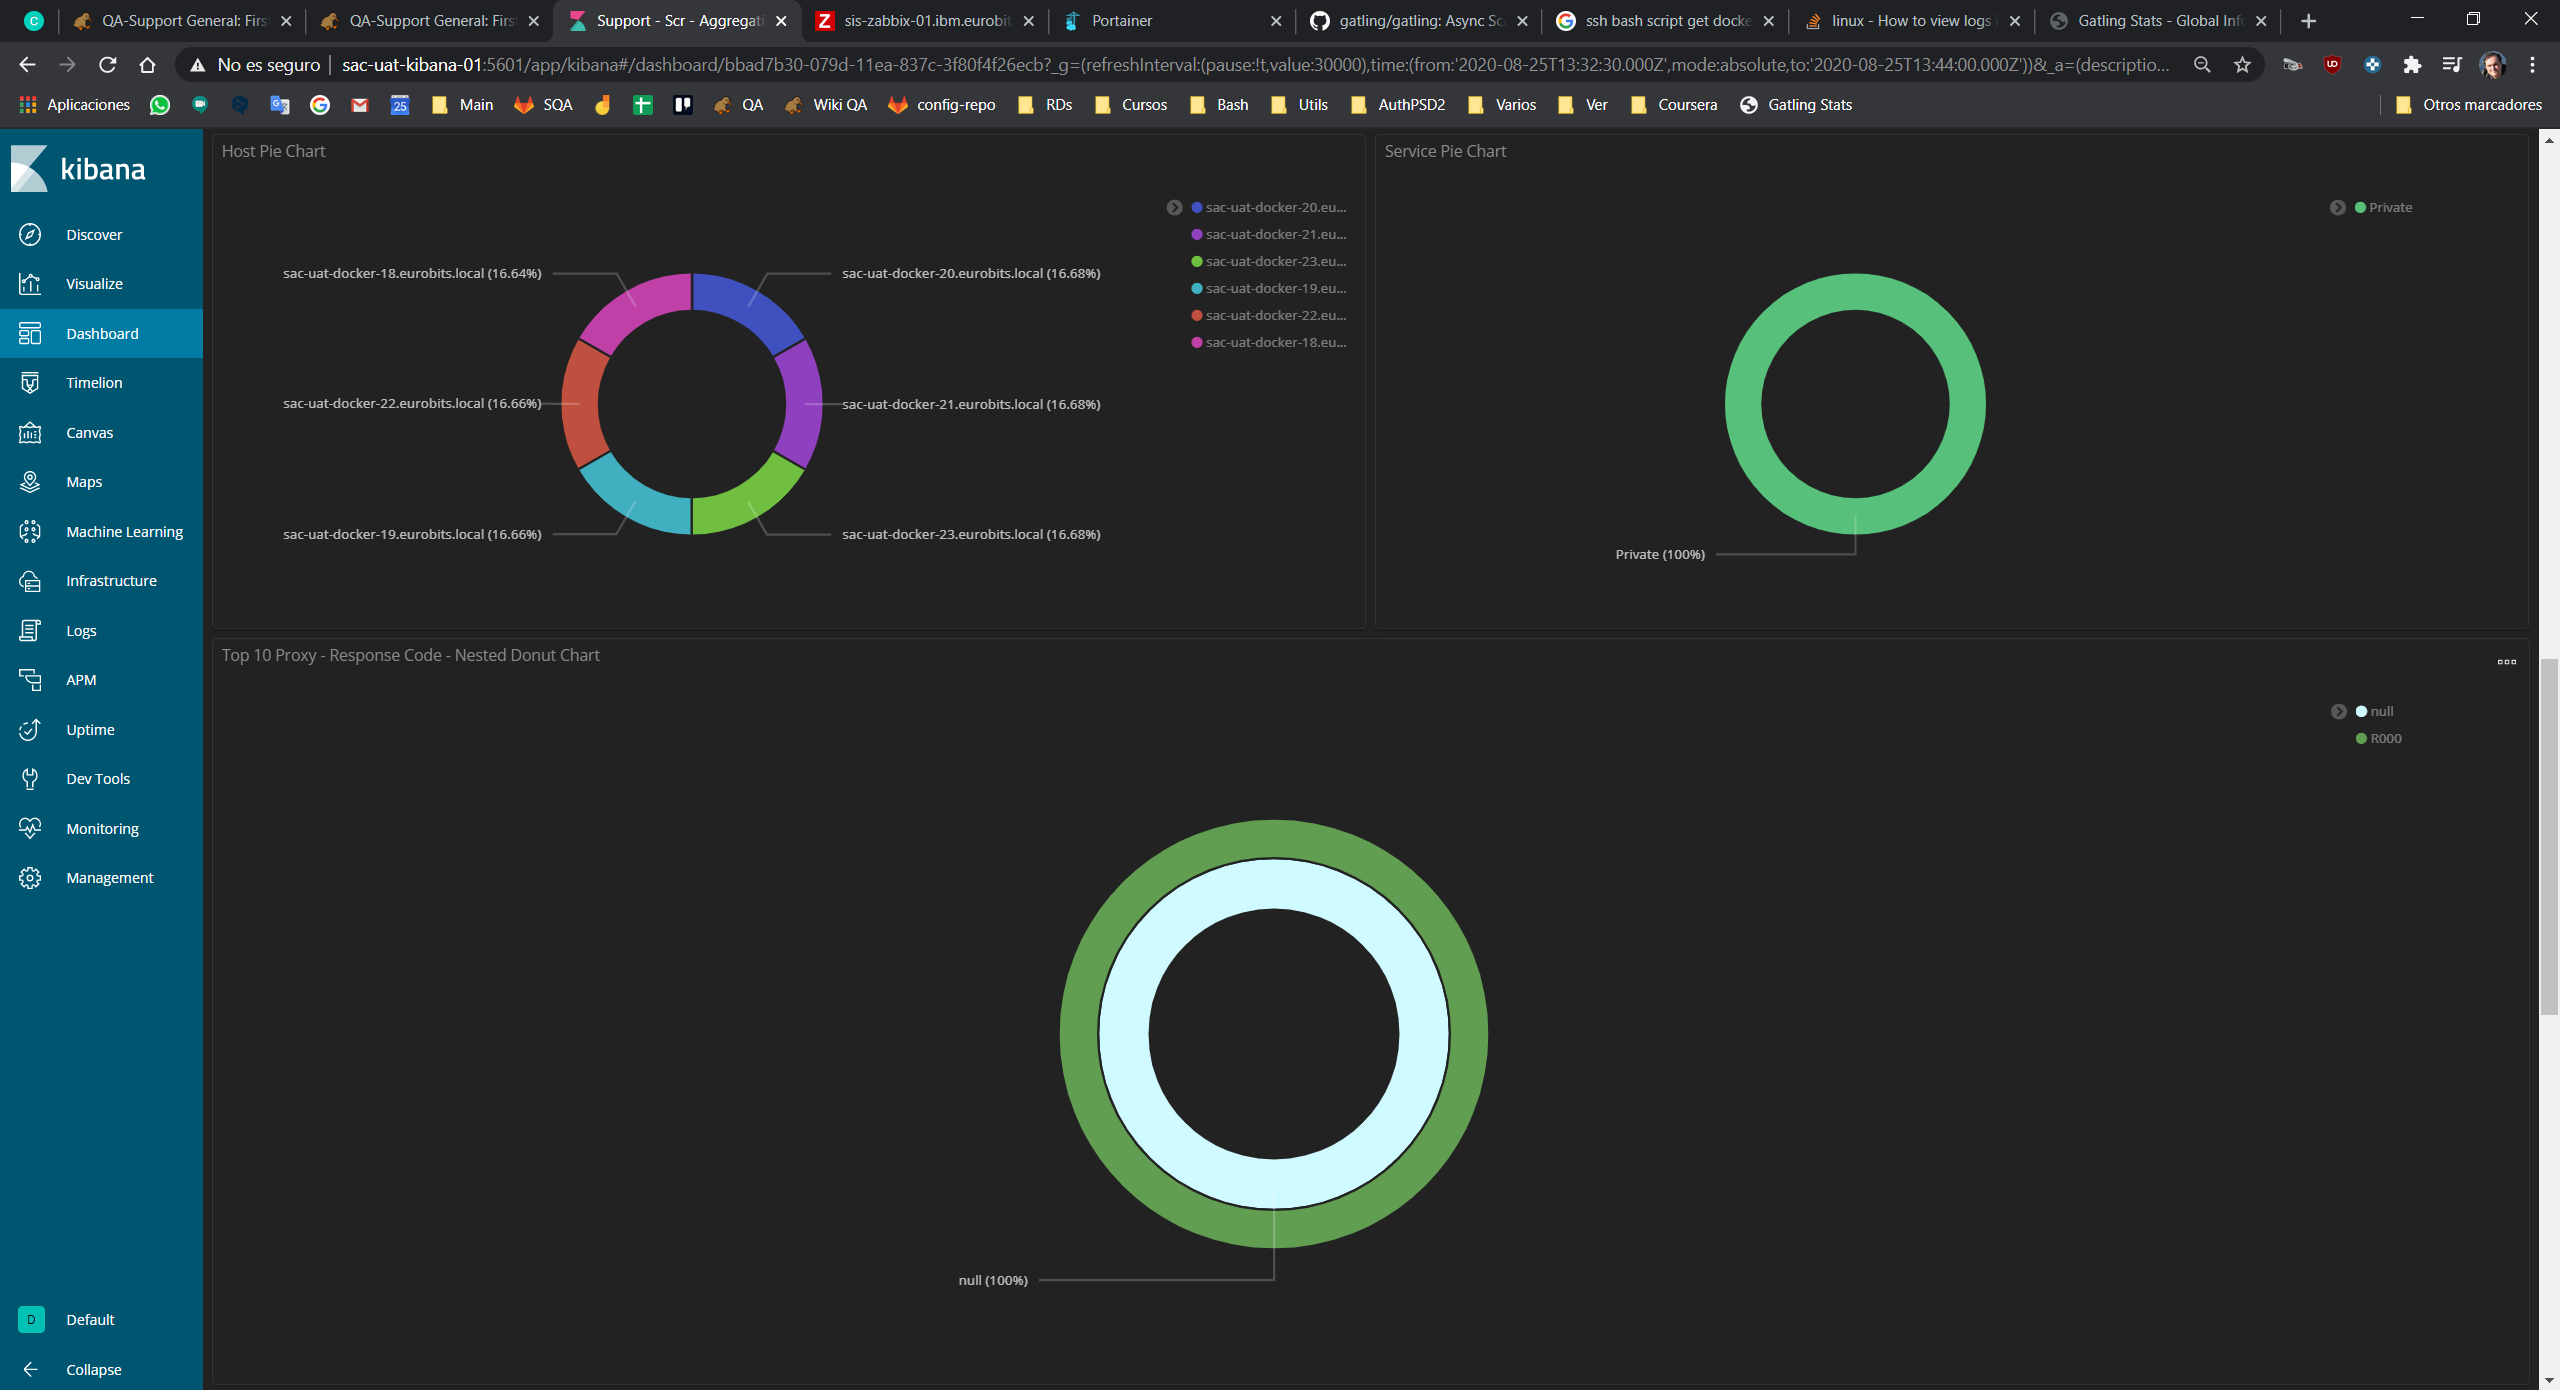 QA-Support General: Firs
QA-Support General: Firs
Support - Scr - Aggregati
sis-zabbix-01.ibm.eurobit
Portainer
gatling/gatling: Async Sc
ssh bash script get docke
linux - How to view logs i
Gatling Stats - Global Inf
No es seguro
sac-uat-kibana-01:5601/app/kibana#/dashboard/bbad7b30-079d-11ea-837c-3f80f4f26ecb?_g=(refreshInterval:(pause:!t,value:30000),time:(from:'2020-08-25T13:32:30.000Z',mode:absolute,to:'2020-08-25T13:44:00.000Z'))&_a=(descriptio...
Aplicaciones
25
Main
SQA
QA
Wiki QA
config-repo
RDs
Cursos
Bash
Utils
AuthPSD2
Varios
Ver
Coursera
Gatling Stats
Otros marcadores
kibana
Discover
Visualize
Dashboard
Timelion
Canvas
Maps
Machine Learning
Infrastructure
Logs
APM
Uptime
Dev Tools
Monitoring
Management
D
Default
Collapse
Host Pie Chart
sac-uat-docker-20.eu...
sac-uat-docker-21.eu...
sac-uat-docker-23.eu...
sac-uat-docker-19.eu...
sac-uat-docker-22.eu...
sac-uat-docker-18.eu...
sac-uat-docker-18.eurobits.local (16.64%)
sac-uat-docker-20.eurobits.local (16.68%)
sac-uat-docker-22.eurobits.local (16.66%)
sac-uat-docker-21.eurobits.local (16.68%)
sac-uat-docker-19.eurobits.local (16.66%)
sac-uat-docker-23.eurobits.local (16.68%)
Service Pie Chart
Private
Private (100%)
Top 10 Proxy - Response Code - Nested Donut Chart
null
R000
null (100%)